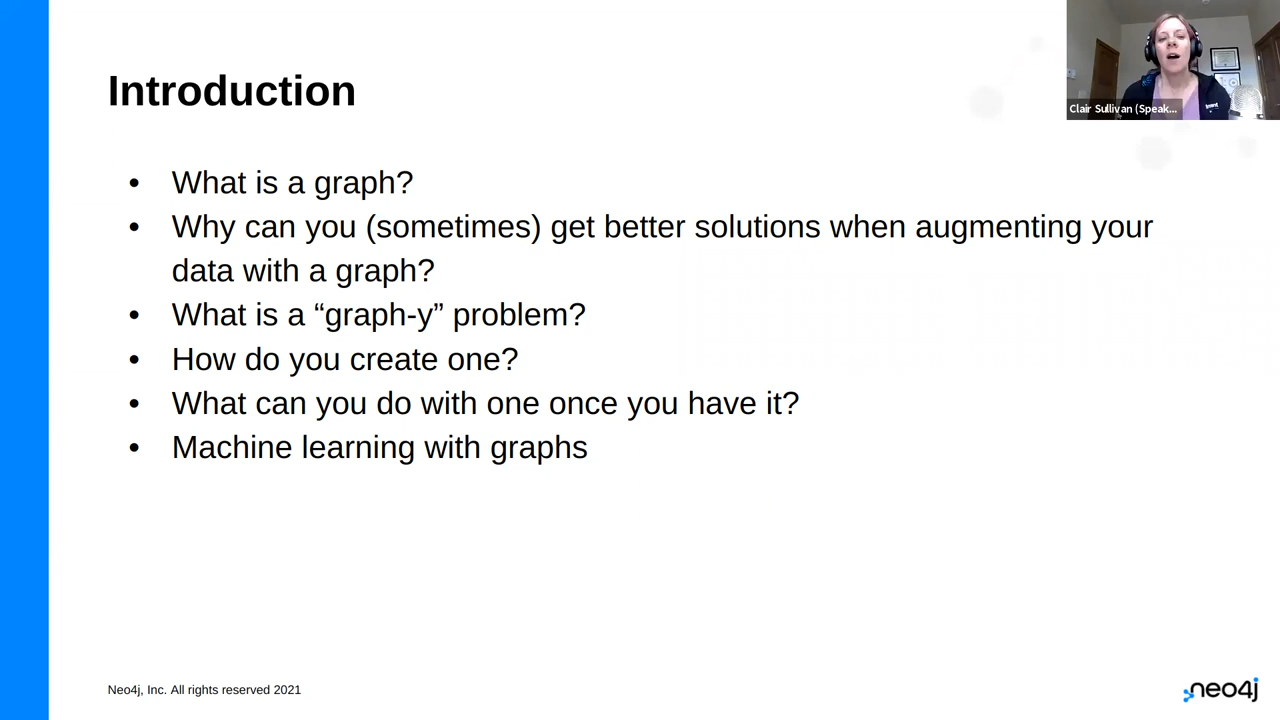 Introduction
Clair Sullivan (Speak...
• What is a graph?
• Why can you (sometimes) get better solutions when augmenting your
data with a graph?
• What is a “graph-y” problem?
• How do you create one?
• What can you do with one once you have it?
• Machine learning with graphs
Neo4j, Inc. All rights reserved 2021
neo4j